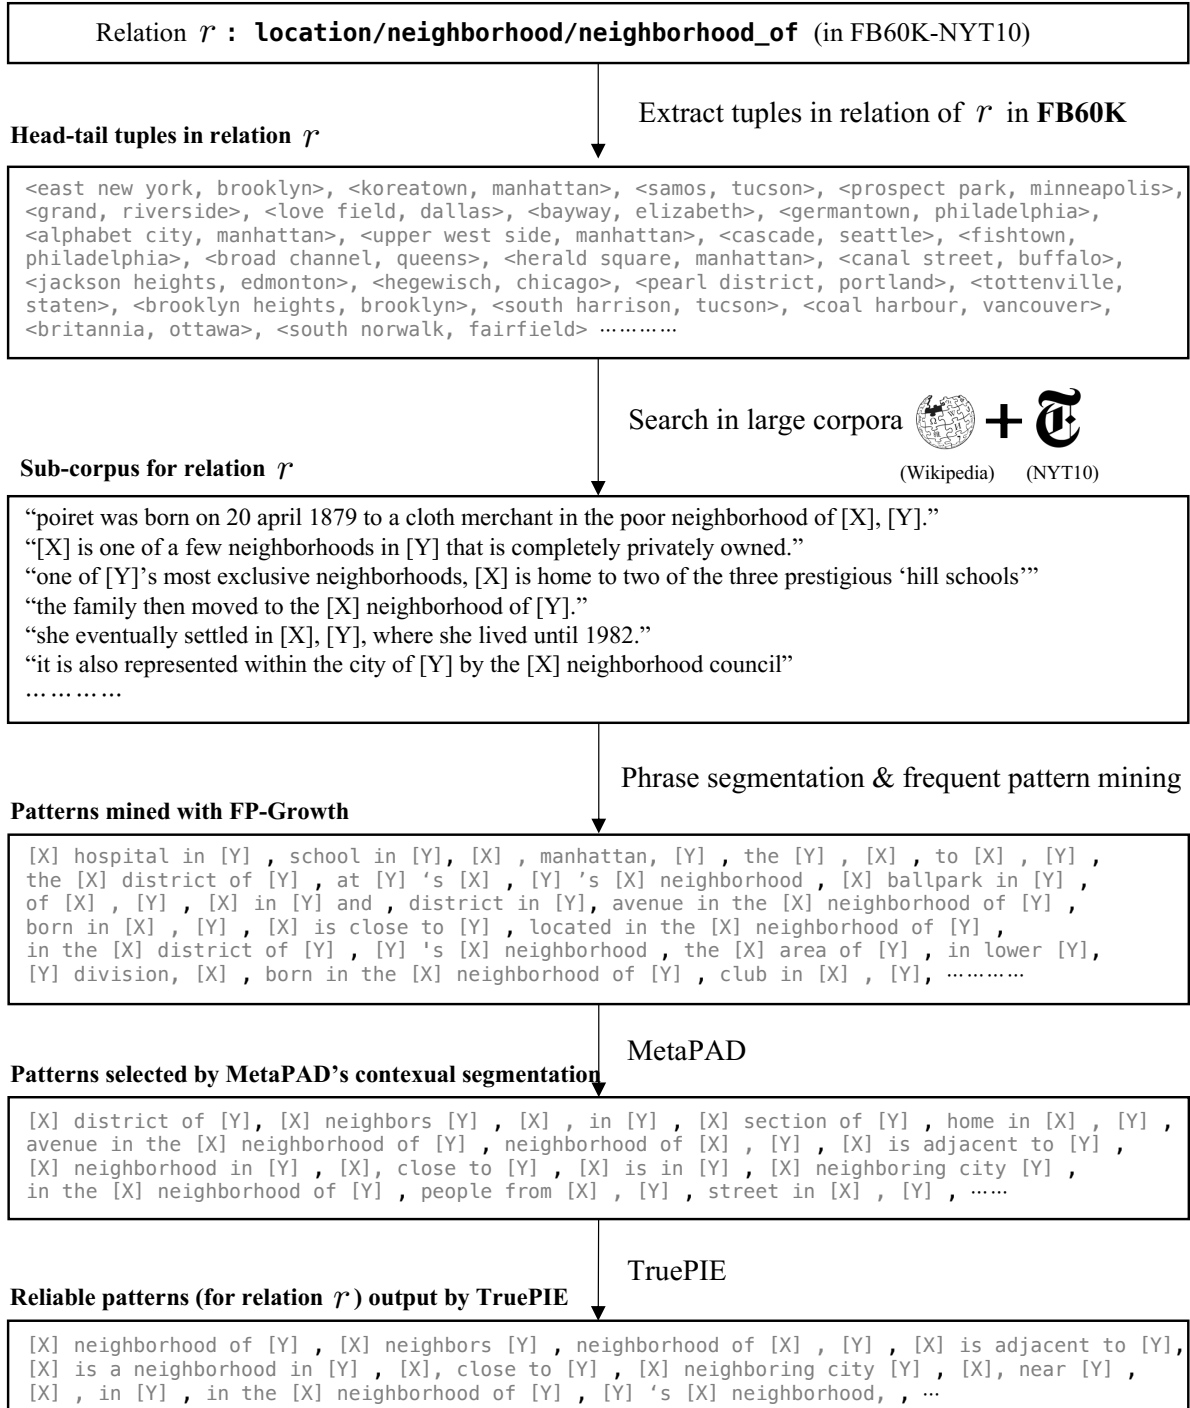 Relation r : location/neighborhood/neighborhood_of (in FB60K-NYT10)
Extract tuples in relation of r in FB60K
Head-tail tuples in relation r
<east new york, brooklyn>, <koreatown, manhattan>, <samos, tucson>, <prospect park, minneapolis>,
<grand, riverside>, <love field, dallas>, <bayway, elizabeth>, <germantown, philadelphia>,
<alphabet city, manhattan>, <upper west side, manhattan>, <cascade, seattle>, <fishtown,
philadelphia>, <broad channel, queens>, <herald square, manhattan>, <canal street, buffalo>,
<jackson heights, edmonton>, <hegewisch, chicago>, <pearl district, portland>, <tottenville,
staten>, <brooklyn heights, brooklyn>, <south harrison, tucson>, <coal harbour, vancouver>,
<britannia, ottawa>, <south norwalk, fairfield> …………
Search in large corpora
(Wikipedia) (NYT10)
Sub-corpus for relation r
“poiret was born on 20 april 1879 to a cloth merchant in the poor neighborhood of [X], [Y].”
“[X] is one of a few neighborhoods in [Y] that is completely privately owned.”
“one of [Y]’s most exclusive neighborhoods, [X] is home to two of the three prestigious ‘hill schools’”
“the family then moved to the [X] neighborhood of [Y].”
“she eventually settled in [X], [Y], where she lived until 1982.”
“it is also represented within the city of [Y] by the [X] neighborhood council”
…………
Phrase segmentation & frequent pattern mining
Patterns mined with FP-Growth
[X] hospital in [Y] , school in [Y], [X] , manhattan, [Y] , the [Y] , [X] , to [X] , [Y] ,
the [X] district of [Y] , at [Y] ‘s [X] , [Y] ’s [X] neighborhood , [X] ballpark in [Y] ,
of [X] , [Y] , [X] in [Y] and , district in [Y], avenue in the [X] neighborhood of [Y] ,
born in [X] , [Y] , [X] is close to [Y] , located in the [X] neighborhood of [Y] ,
in the [X] district of [Y] , [Y] 's [X] neighborhood , the [X] area of [Y] , in lower [Y],
[Y] division, [X] , born in the [X] neighborhood of [Y] , club in [X] , [Y], …………
MetaPAD
Patterns selected by MetaPAD’s contexual segmentation
[X] district of [Y], [X] neighbors [Y] , [X] , in [Y] , [X] section of [Y] , home in [X] , [Y] ,
avenue in the [X] neighborhood of [Y] , neighborhood of [X] , [Y] , [X] is adjacent to [Y] ,
[X] neighborhood in [Y] , [X], close to [Y] , [X] is in [Y] , [X] neighboring city [Y] ,
in the [X] neighborhood of [Y] , people from [X] , [Y] , street in [X] , [Y] , ……
TruePIE
Reliable patterns (for relation r) output by TruePIE
[X] neighborhood of [Y] , [X] neighbors [Y] , neighborhood of [X] , [Y] , [X] is adjacent to [Y],
[X] is a neighborhood in [Y] , [X], close to [Y] , [X] neighboring city [Y] , [X], near [Y] ,
[X] , in [Y] , in the [X] neighborhood of [Y] , [Y] ‘s [X] neighborhood, , …